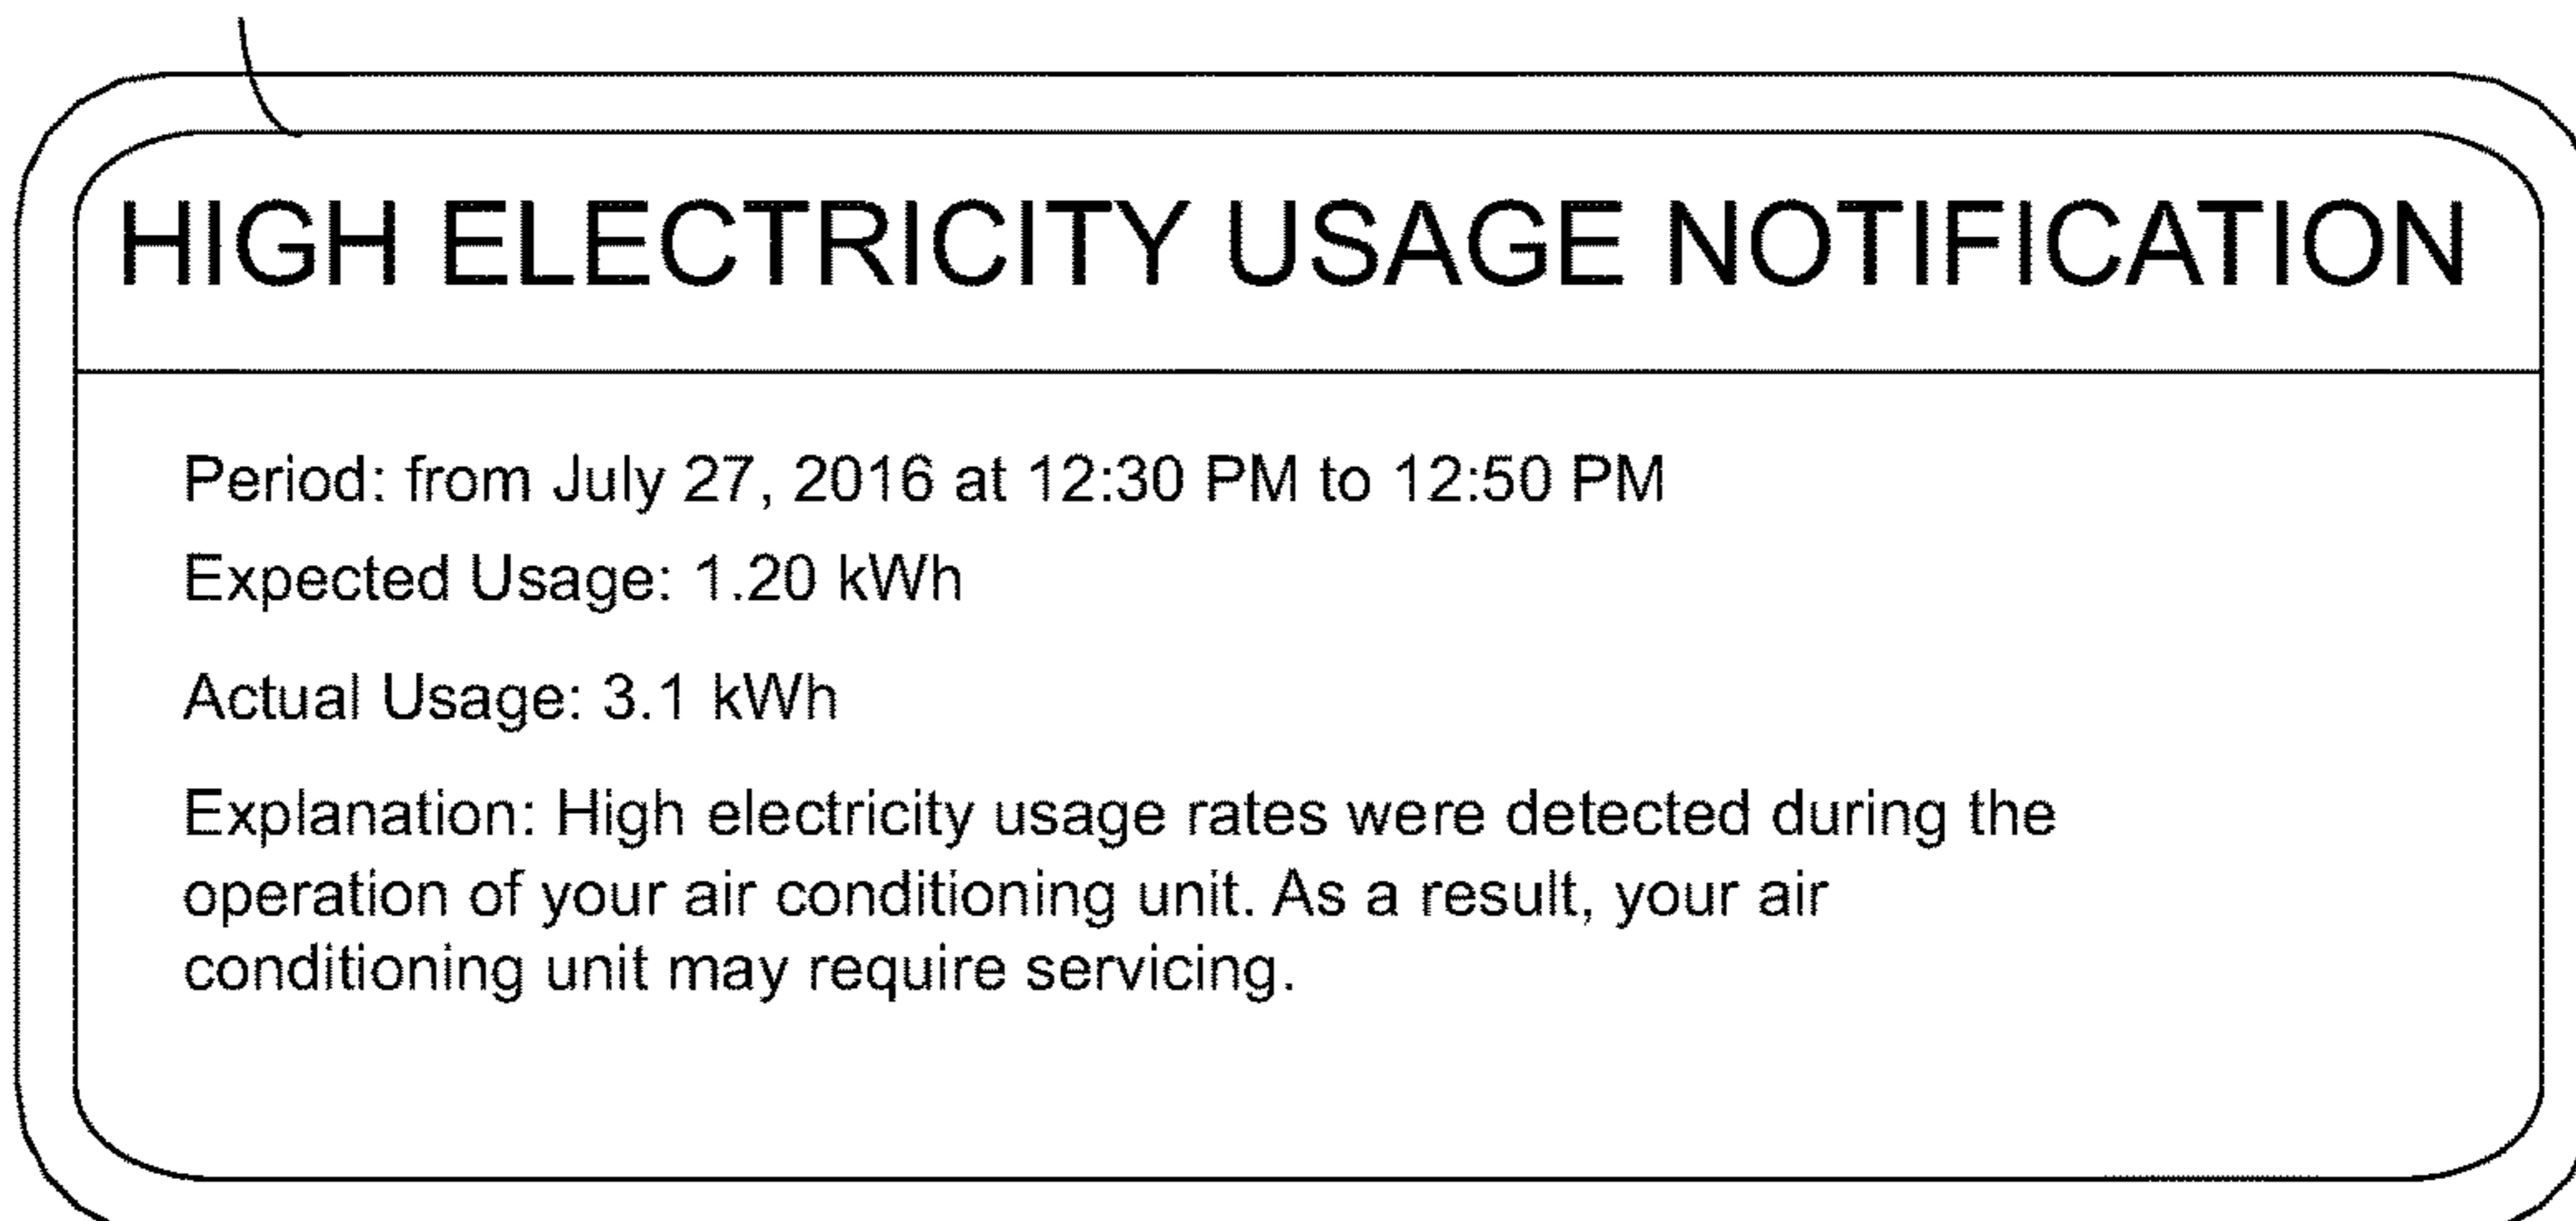 HIGH ELECTRICITY USAGE NOTIFICATION
Period: from July 27, 2016 at 12:30 PM to 12:50 PM
Expected Usage: 1.20 kWh
Actual Usage: 3.1 kWh
Explanation: High electricity usage rates were detected during the
operation of your air conditioning unit. As a result, your air
conditioning unit may require servicing.